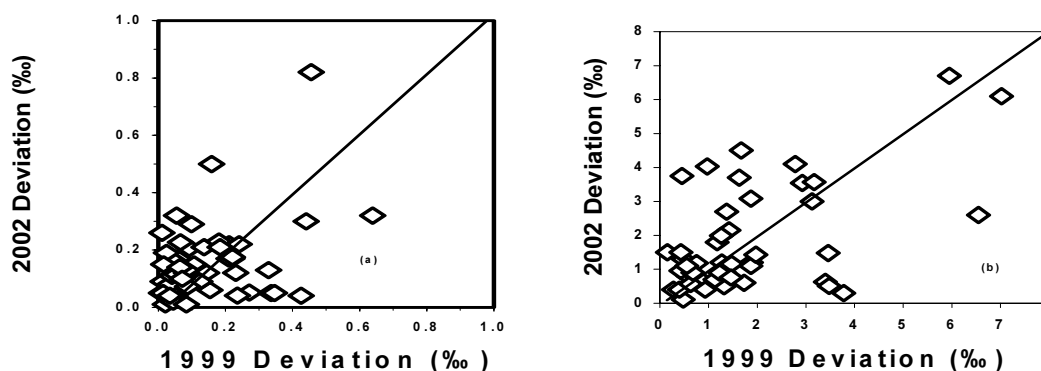 2002 Deviation (‰)
1.0
0.8
0.6
0.4
0.2
0.0
(a)
0.0 0.2 0.4 0.6 0.8 1.0
1999 Deviation (‰)
2002 Deviation (‰)
8
7
6
5
4
3
2
1
0
(b)
0 1 2 3 4 5 6 7
1999 Deviation (‰)